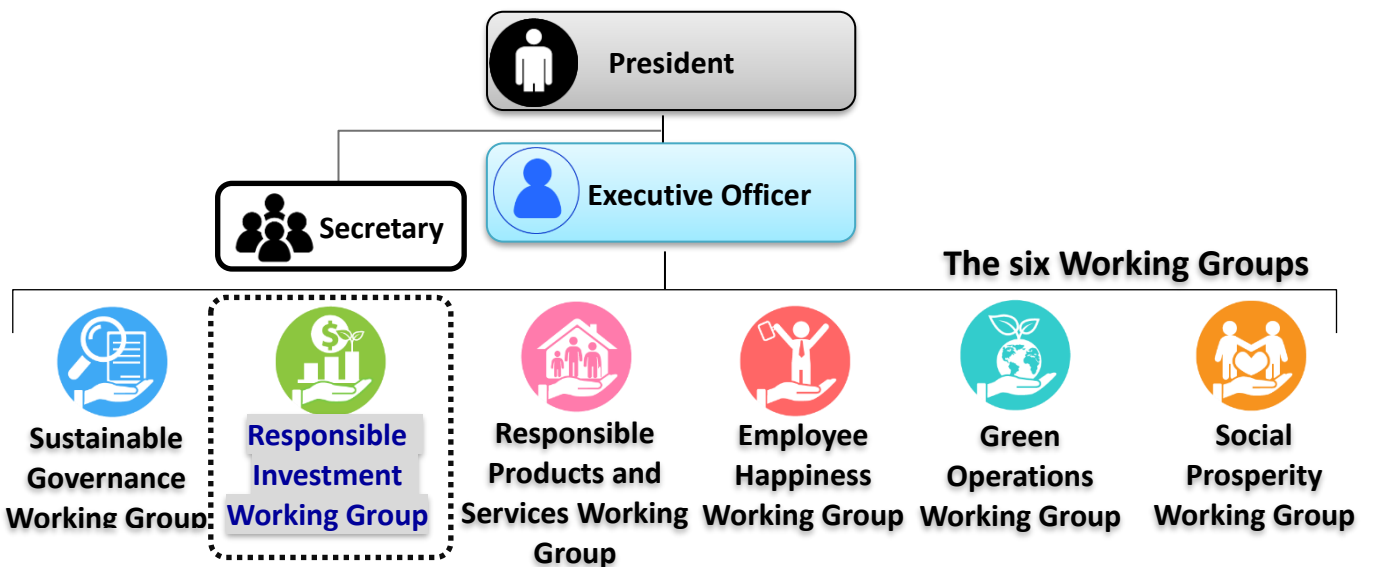 President
Executive Officer
Secretary
The six Working Groups
Sustainable
Governance
Working Group
Responsible
Investment
Working Group
Responsible
Products and
Services Working
Group
Employee
Happiness
Working Group
Green
Operations
Working Group
Social
Prosperity
Working Group